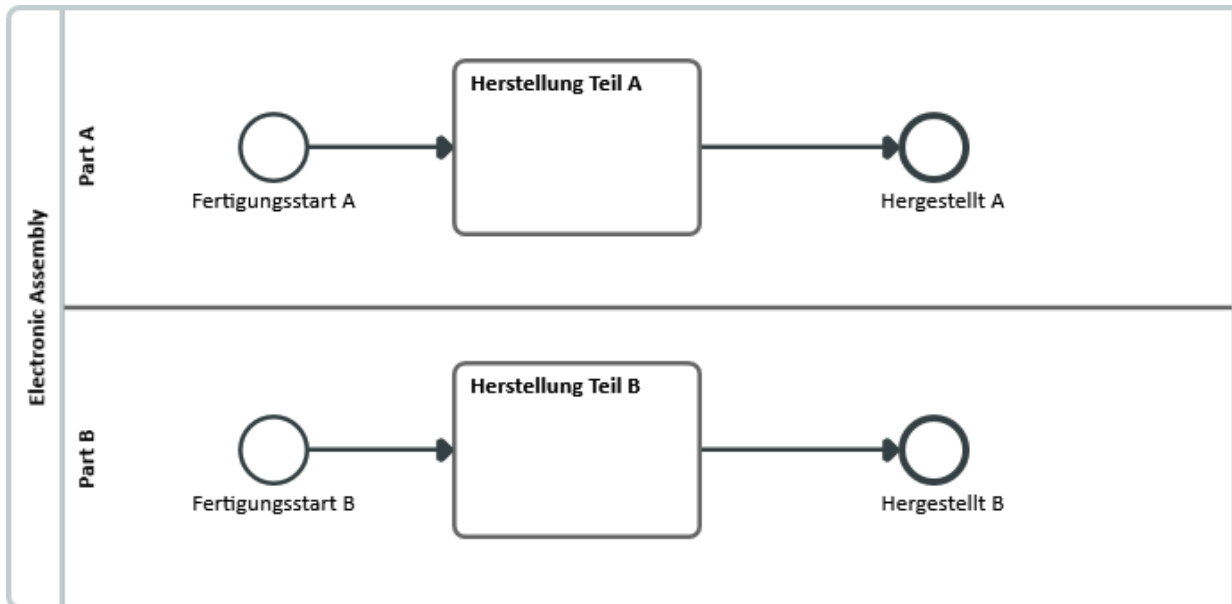 Electronic Assembly
Part A
Herstellung Teil A
Fertigungsstart A
Hergestellt A
Part B
Herstellung Teil B
Fertigungsstart B
Hergestellt B